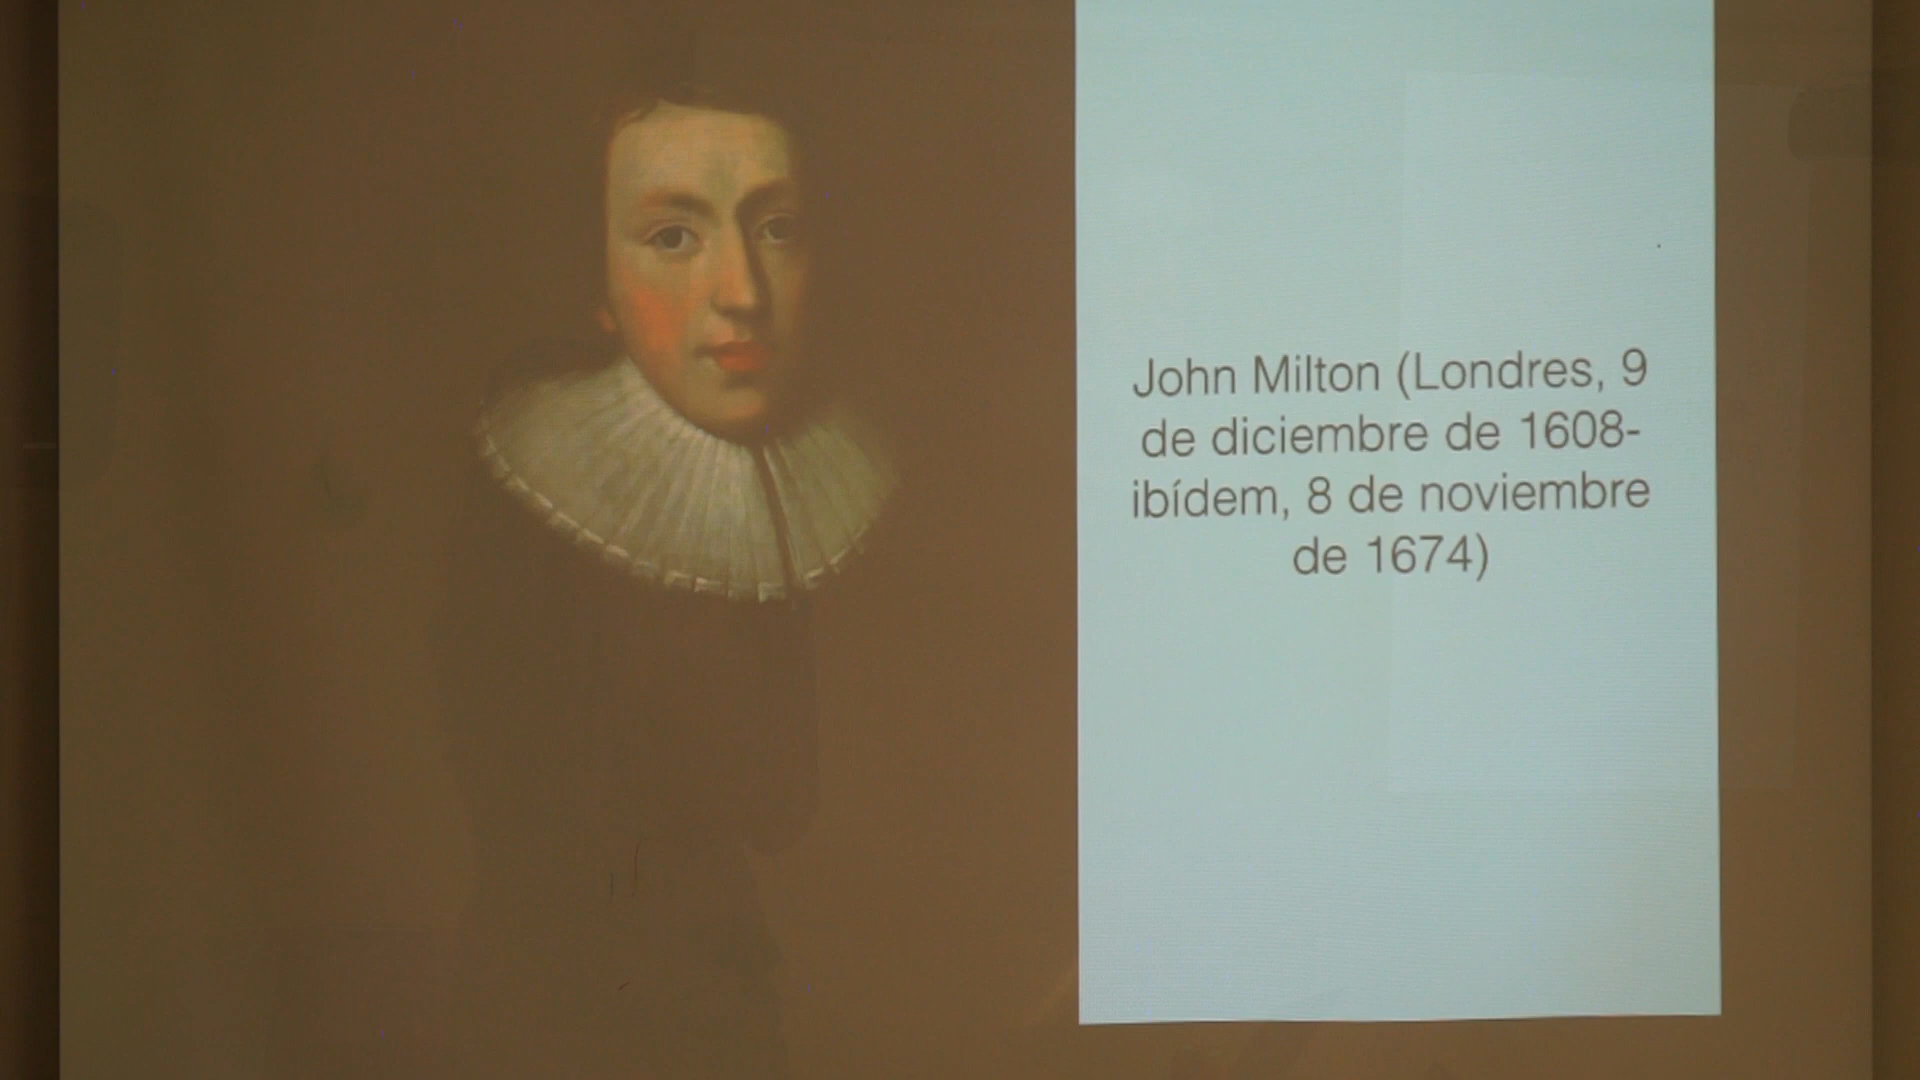 John Milton (Londres, 9
de diciembre de 1608-
ibídem, 8 de noviembre
de 1674)